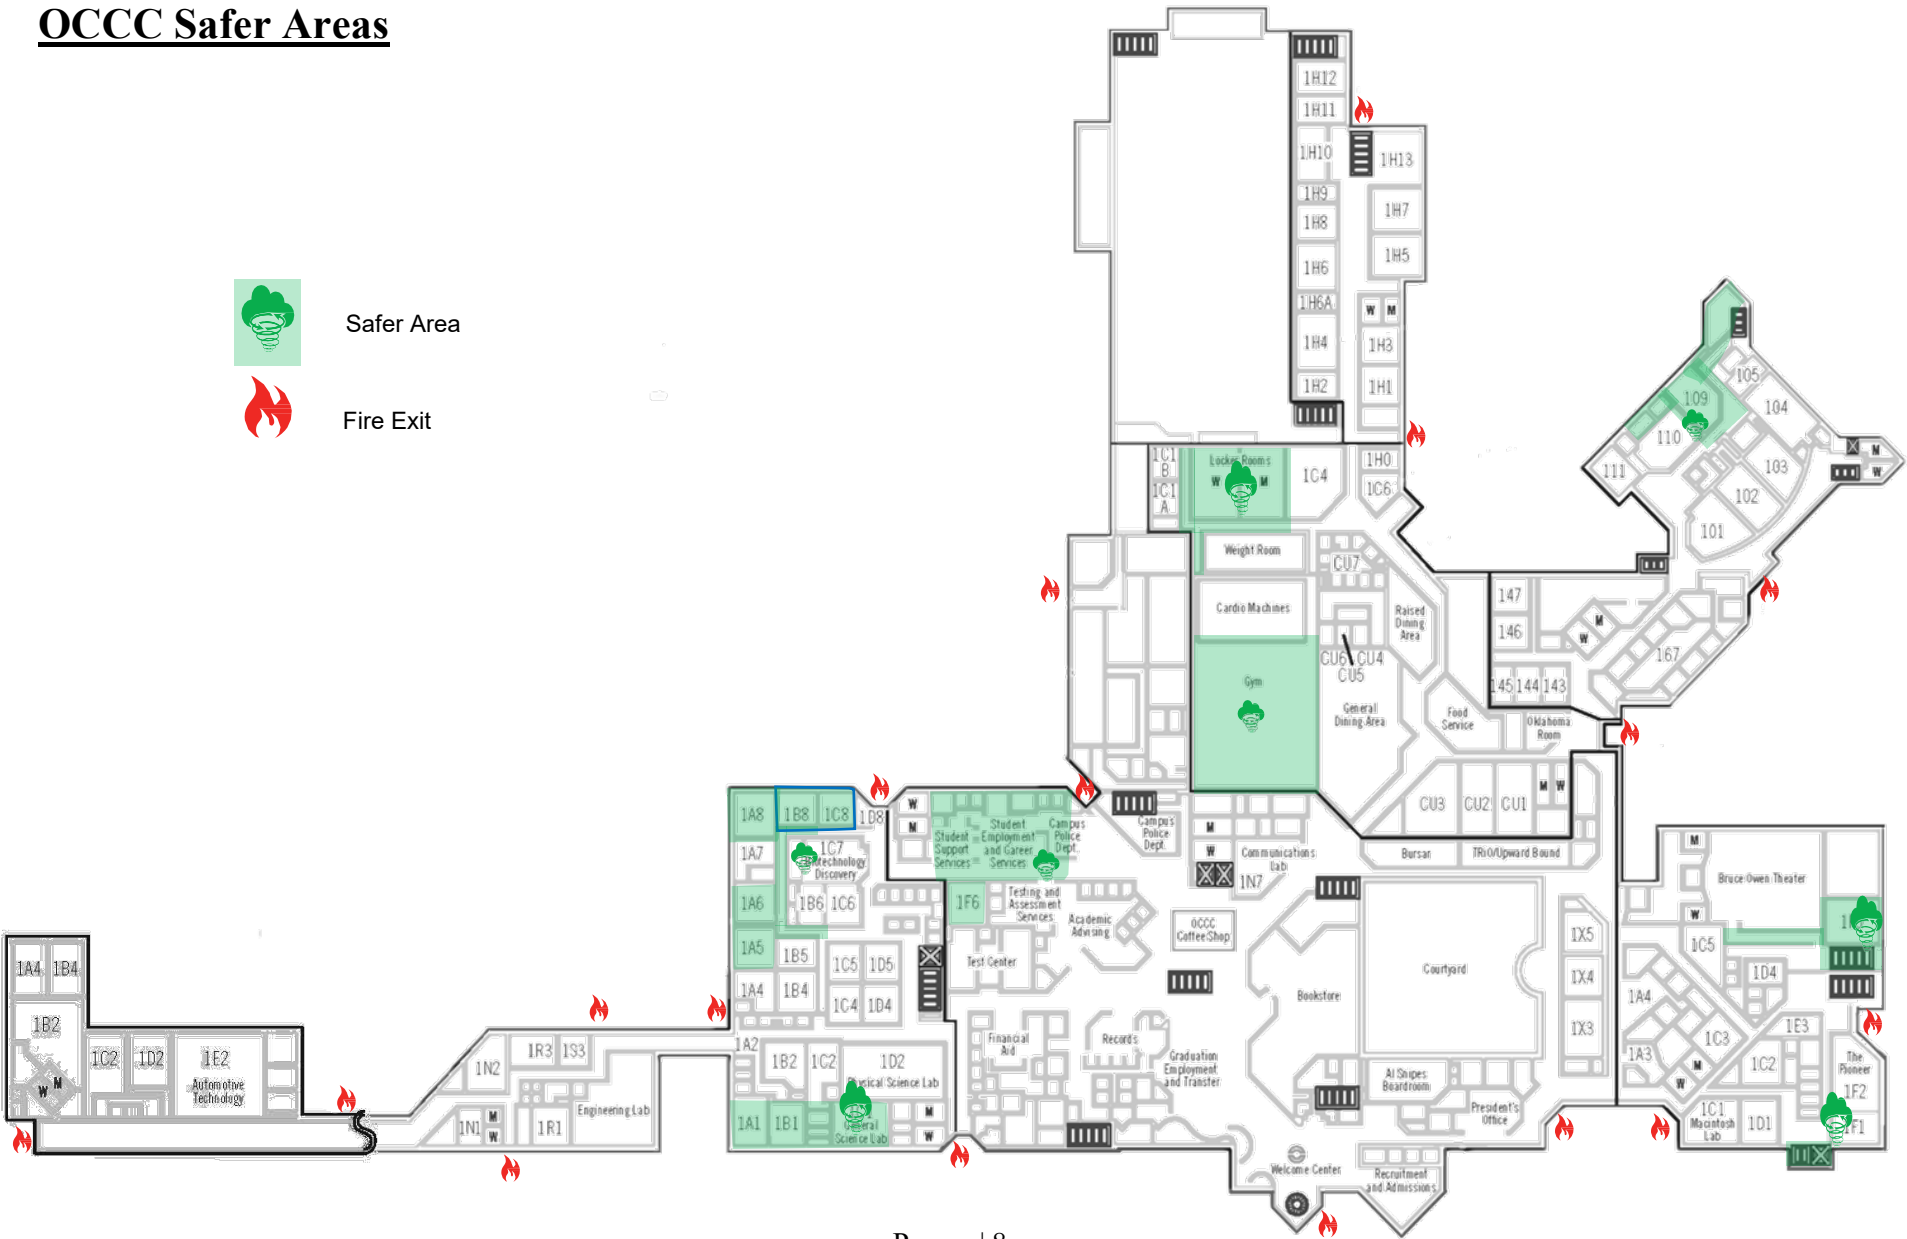 OCCC Safer Areas
Safer Area
Fire Exit
1H12
1H11
1H10
1H13
1H9
1H8
1H7
1H5
1H6
1H6A
W M
1H4
1H3
1H2
1H1
105
109
104
110
103
111
102
101
M
W
1C1
B
1C1
A
Locker Rooms
W M
1C4
1H0
1C6
Weight Room
CU7
Cardio Machines
Raised
Dining
Area
CU6 CU4
CU5
Gym
General
Dining Area
Food
Service
Oklahoma
Room
147
146
M
W
145 144 143
167
CU3 CU2 CU1
M W
Bursar
TRiO/Upward Bound
1A8 1B8 1C8 1D8
W
M
Student
Support
Services
Student
Employment
and Career
Services
Campus
Police
Dept.
Campus
Police
Dept.
M
W
Communications
Lab
1N7
1A7
1C7
Biotechnology
Discovery
1A6 1B6 1C6
1F6
Testing and
Assessment
Services
Academic
Advising
OCCC
Coffee Shop
1A5 1B5
1C5 1D5
Test Center
1A4 1B4
1C4 1D4
Bookstore
Courtyard
1X5
1X4
1X3
M
Bruce Owen Theater
W
1C5
1D4
1A4
1C3
1E3
1A3
M
W
1C2
The
Pioneer
1F2
1C1
Macintosh
Lab
1D1
1F1
1A4 1B4
1B2
1C2 1D2 1E2
Automotive
Technology
M
W
1N2
1R3 1S3
Engineering Lab
1N1
M
W
1R1
1A2
1B2 1C2
1D2
Physical Science Lab
1A1 1B1
General
Science Lab
M
W
Financial
Aid
Records
Graduation
Employment
and Transfer
Al Snipes
Boardroom
President's
Office
Welcome Center
Recruitment
and Admissions